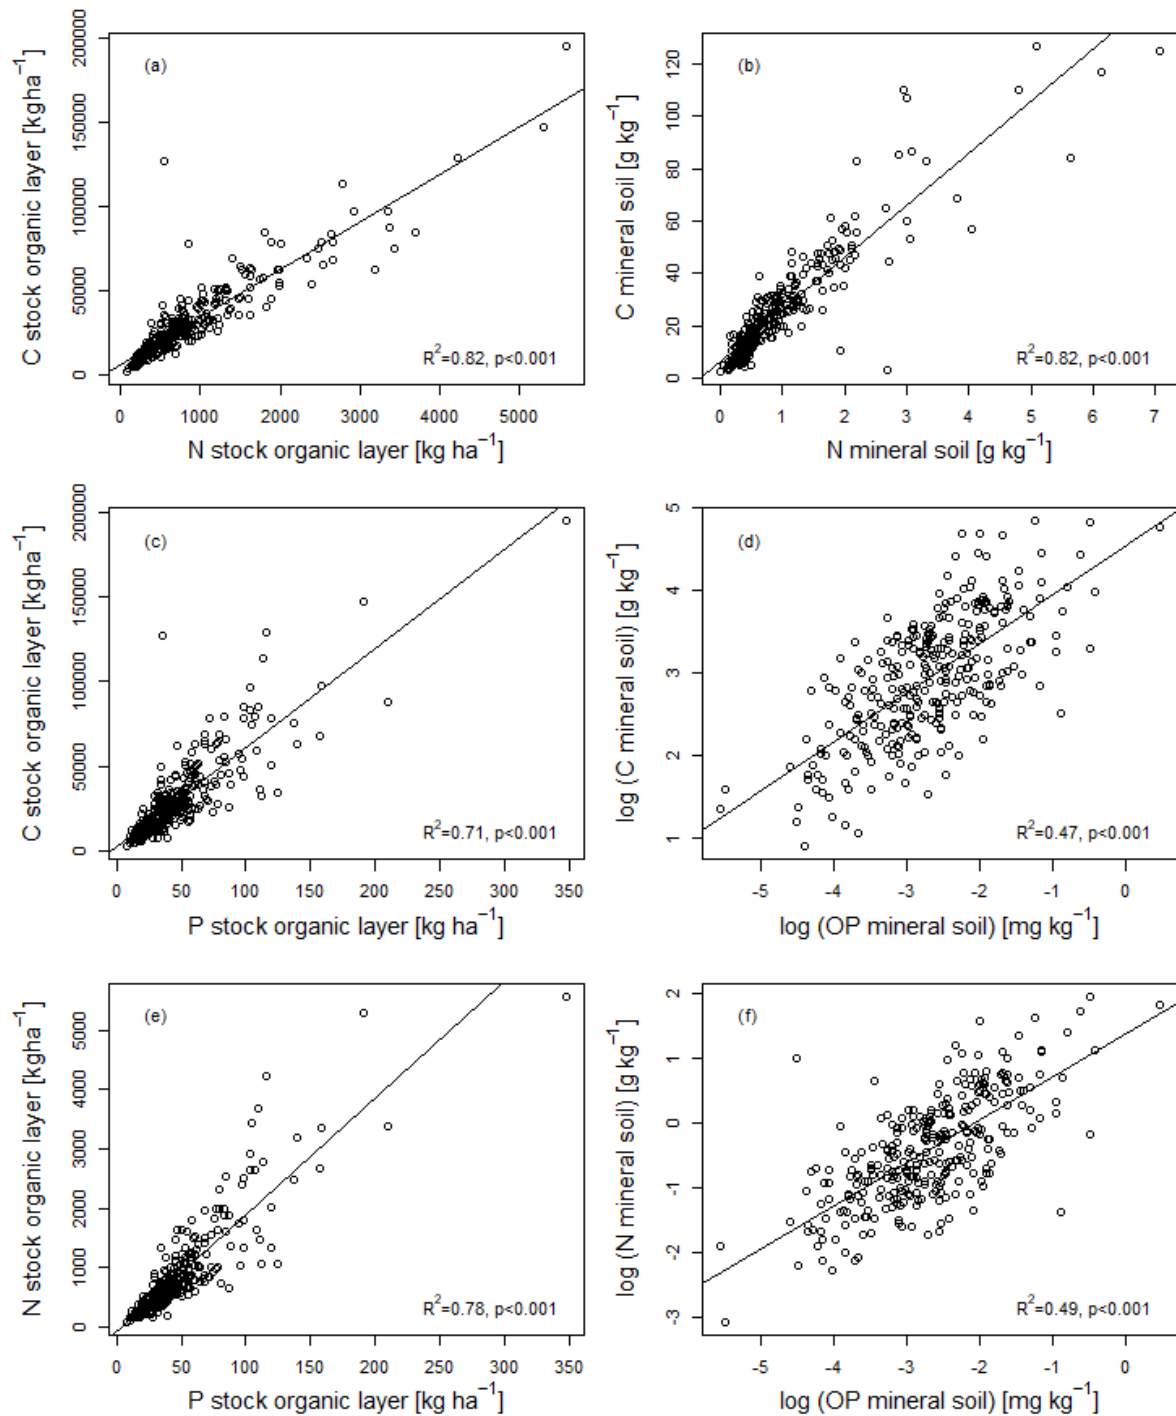 (a)
C stock organic layer [kgha⁻¹]
0 50000 100000 150000 200000
R²=0.82, p<0.001
0 1000 2000 3000 4000 5000
N stock organic layer [kg ha⁻¹]
(b)
C mineral soil [g kg⁻¹]
0 20 40 60 80 100 120
R²=0.82, p<0.001
0 1 2 3 4 5 6 7
N mineral soil [g kg⁻¹]
(c)
C stock organic layer [kgha⁻¹]
0 50000 100000 150000 200000
R²=0.71, p<0.001
0 50 100 150 200 250 300 350
P stock organic layer [kg ha⁻¹]
(d)
log (C mineral soil) [g kg⁻¹]
1 2 3 4 5
R²=0.47, p<0.001
-5 -4 -3 -2 -1 0
log (OP mineral soil) [mg kg⁻¹]
(e)
N stock organic layer [kgha⁻¹]
0 1000 2000 3000 4000 5000
R²=0.78, p<0.001
0 50 100 150 200 250 300 350
P stock organic layer [kg ha⁻¹]
(f)
log (N mineral soil) [g kg⁻¹]
-3 -2 -1 0 1 2
R²=0.49, p<0.001
-5 -4 -3 -2 -1 0
log (OP mineral soil) [mg kg⁻¹]